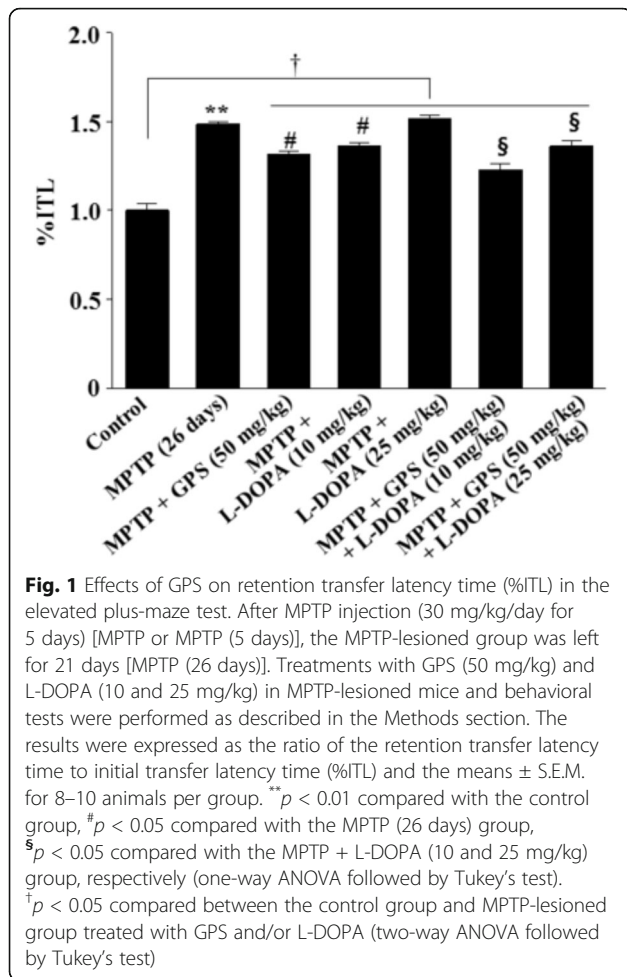 2.0
†
**
1.5
#
#
§
§
%ITL
1.0
1.5
0
Control
MPTP (26 days)
MPTP + GPS (50 mg/kg)
MPTP +
L-DOPA (10 mg/kg)
MPTP +
L-DOPA (25 mg/kg)
MPTP + GPS (50 mg/kg)
+ L-DOPA (10 mg/kg)
MPTP + GPS (50 mg/kg)
+ L-DOPA (25 mg/kg)
Fig. 1 Effects of GPS on retention transfer latency time (%ITL) in the
elevated plus-maze test. After MPTP injection (30 mg/kg/day for
5 days) [MPTP or MPTP (5 days)], the MPTP-lesioned group was left
for 21 days [MPTP (26 days)]. Treatments with GPS (50 mg/kg) and
L-DOPA (10 and 25 mg/kg) in MPTP-lesioned mice and behavioral
tests were performed as described in the Methods section. The
results were expressed as the ratio of the retention transfer latency
time to initial transfer latency time (%ITL) and the means ± S.E.M.
for 8–10 animals per group. **p < 0.01 compared with the control
group, #p < 0.05 compared with the MPTP (26 days) group,
§p < 0.05 compared with the MPTP + L-DOPA (10 and 25 mg/kg)
group, respectively (one-way ANOVA followed by Tukey's test).
†p < 0.05 compared between the control group and MPTP-lesioned
group treated with GPS and/or L-DOPA (two-way ANOVA followed
by Tukey's test)